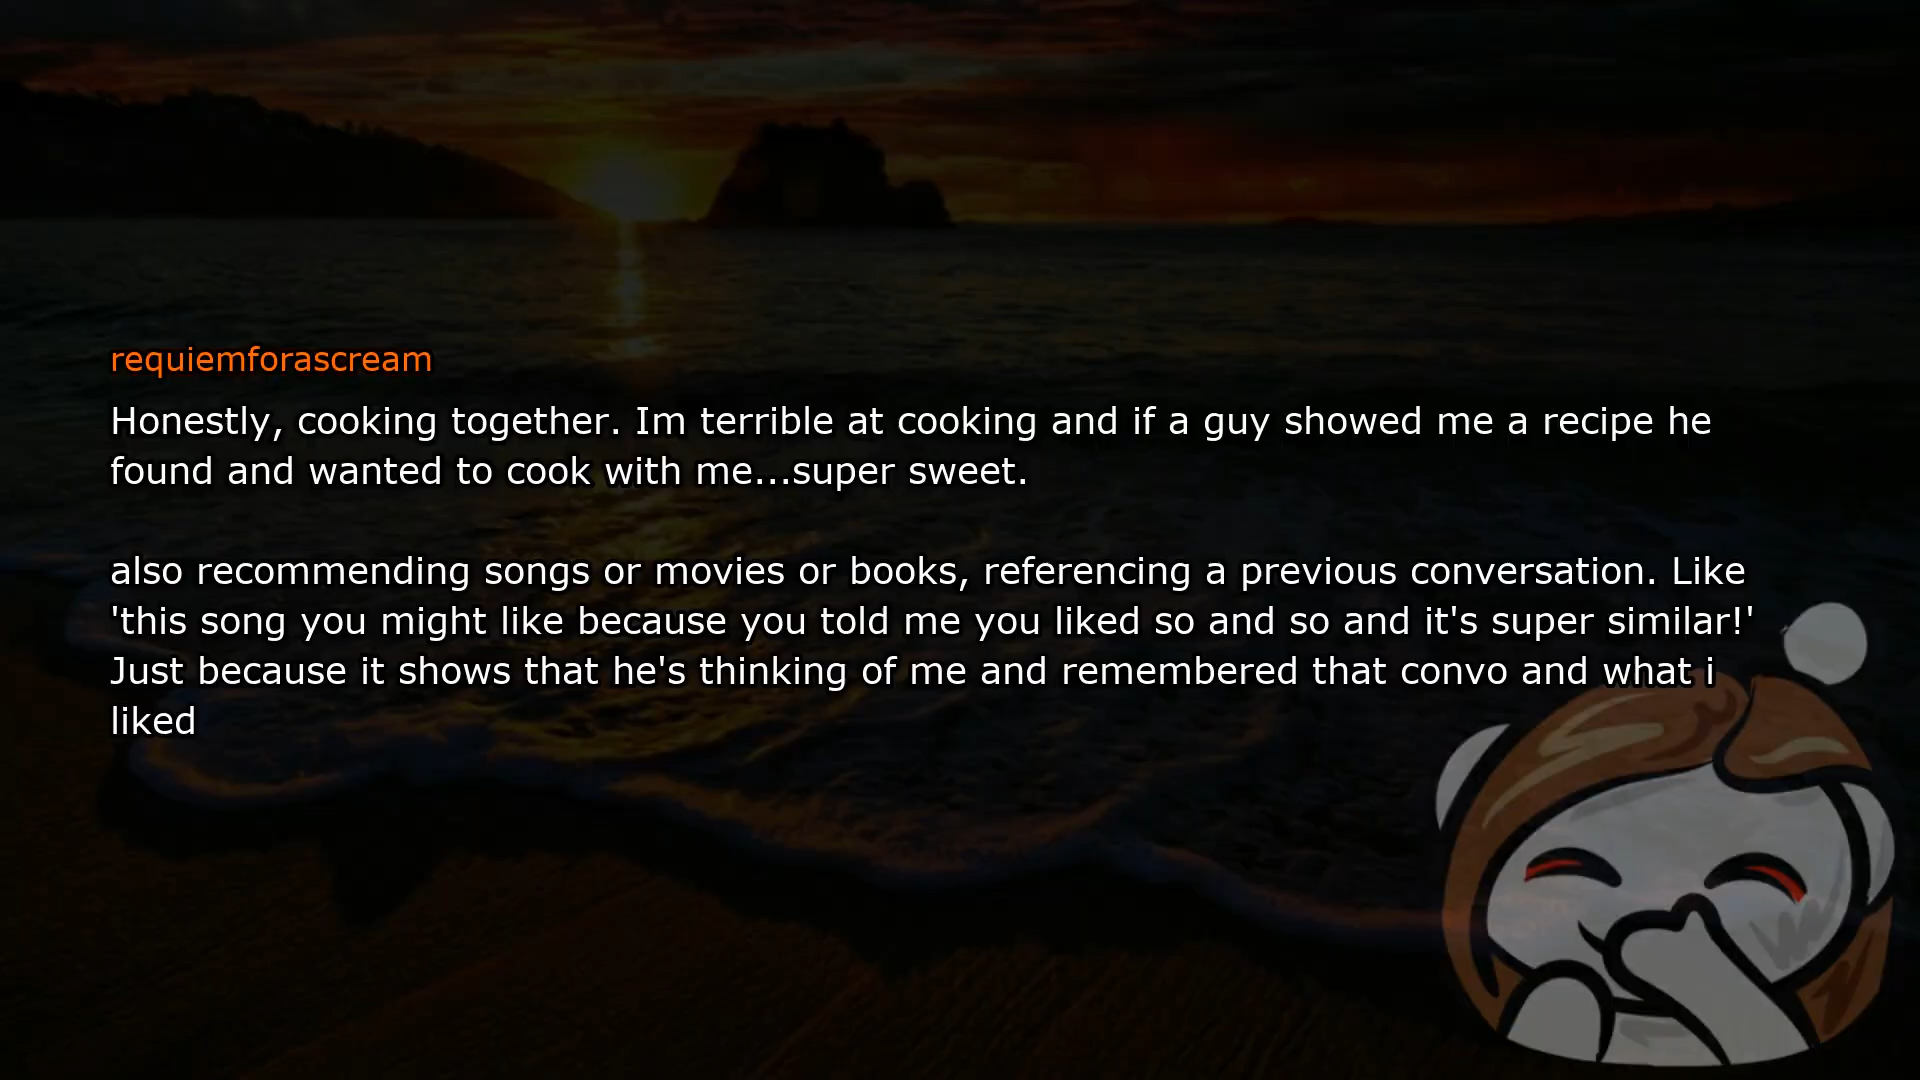 requiemforascream
Honestly, cooking together. Im terrible at cooking and if a guy showed me a recipe he
found and wanted to cook with me...super sweet.
also recommending songs or movies or books, referencing a previous conversation. Like
'this song you might like because you told me you liked so and so and it's super similar!'
Just because it shows that he's thinking of me and remembered that convo and what i
liked